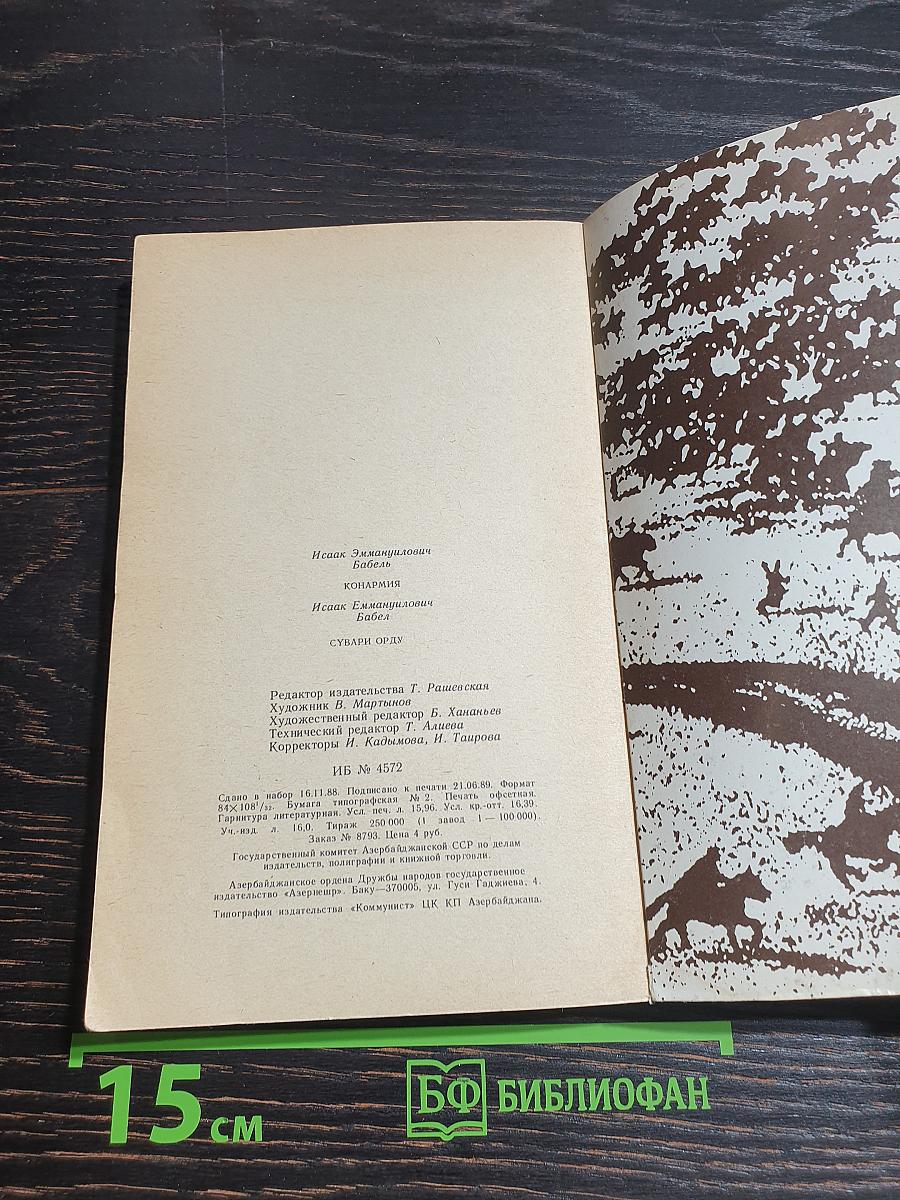 Исаак Эммануилович
Бабель
КОНАРМИЯ
Исаак Еммануилович
Бабел
СҮВАРИ ОРДУ
Редактор издательства Т. Рашевская
Художник В. Мартынов
Художественный редактор Б. Хананьев
Технический редактор Т. Алиева
Корректоры И. Кадымова, И. Таирова
ИБ № 4572
Сдано в набор 16.11.88. Подписано к печати 21.06.89. Формат
84×108¹/₃₂. Бумага типографская № 2. Печать офсетная.
Гарнитура литературная. Усл. печ. л. 15,96. Усл. кр.-отт. 16,39.
Уч.-изд. л. 16,0. Тираж 250 000 (1 завод 1—100 000).
Заказ № 8793. Цена 4 руб.
Государственный комитет Азербайджанской ССР по делам
издательств, полиграфии и книжной торговли.
Азербайджанское ордена Дружбы народов государственное
издательство «Азернешр». Баку—370005, ул. Гуси Гаджиева, 4.
Типография издательства «Коммунист» ЦК КП Азербайджана.
15 см
БФ БИБЛИОФАН